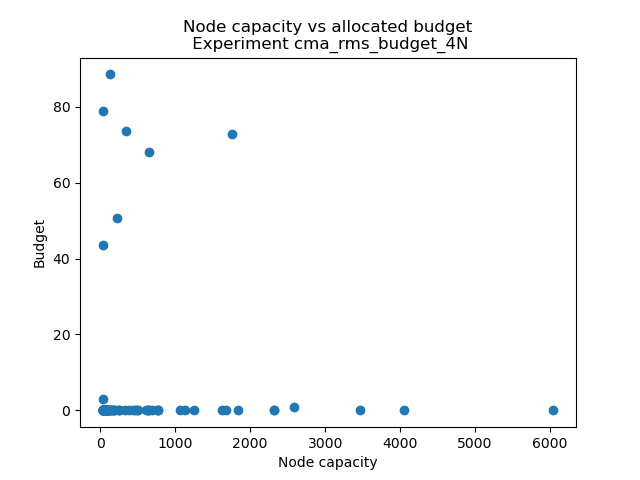 Node capacity vs allocated budget
Experiment cma_rms_budget_4N
Budget
80
60
40
20
0
0 1000 2000 3000 4000 5000 6000
Node capacity